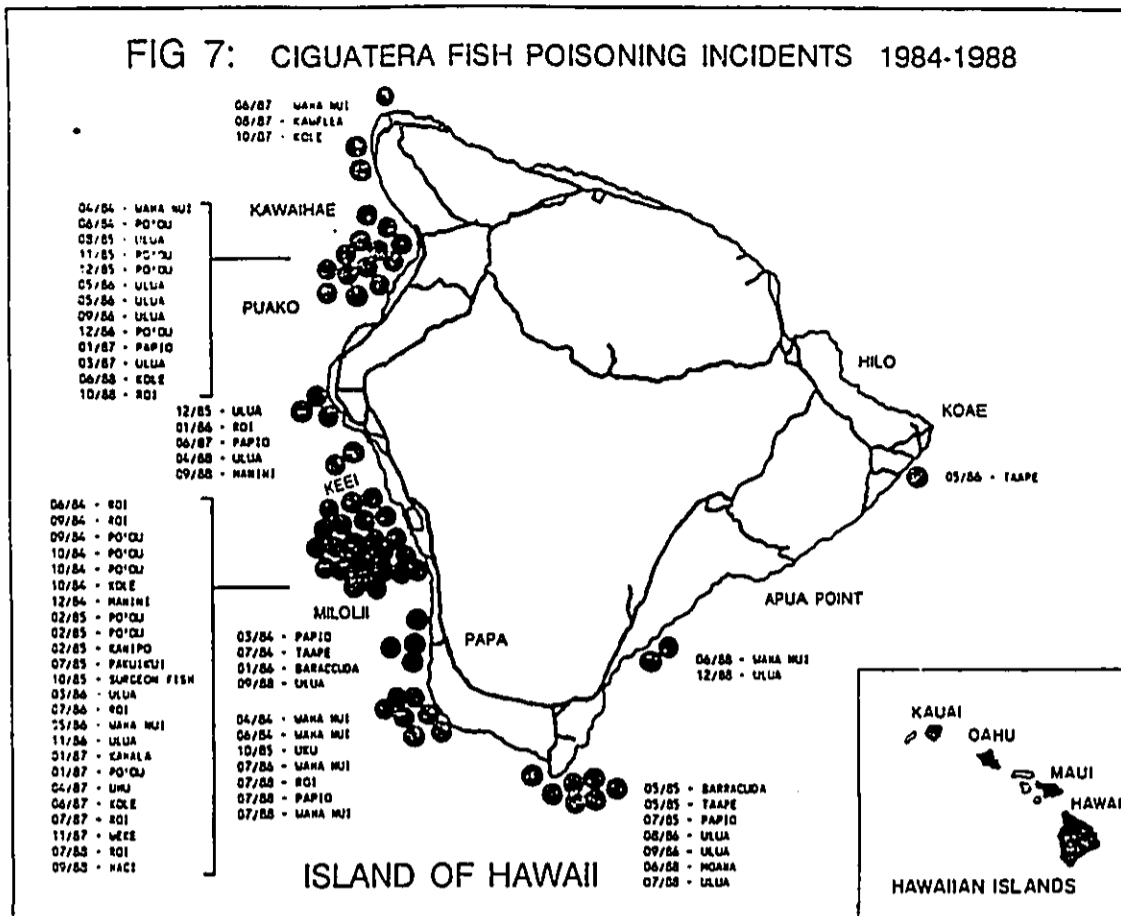 FIG 7: CIGUATERA FISH POISONING INCIDENTS 1984-1988
06/87 - WAHA NUI
08/87 - KAWELEA
10/87 - KOLE
KAWAIHAE
04/84 - WAHA NUI
06/84 - PO'OU
03/85 - ULUA
11/85 - PO'OU
12/85 - PO'OU
05/86 - ULUA
05/86 - ULUA
09/86 - ULUA
12/86 - PO'OU
01/87 - PAPIO
03/87 - ULUA
06/88 - KOLE
10/88 - ROI
PUAKO
HILO
KOAE
12/85 - ULUA
01/86 - ROI
06/87 - PAPIO
04/88 - ULUA
09/88 - MANINI
05/86 - TAAPE
KEEI
06/84 - ROI
09/84 - ROI
09/84 - PO'OU
10/84 - PO'OU
10/84 - PO'OU
10/84 - KOLE
12/84 - MANINI
02/85 - PO'OU
02/85 - PO'OU
02/85 -
07/85 - PAKUIKUI
10/85 - SURGEON FISH
03/86 - ULUA
07/86 - ROI
- WAHA NUI
11/86 - ULUA
01/87 - KAHALA
01/87 - PO'OU
04/87 - UHU
06/87 - KOLE
07/87 - ROI
11/87 - WEKE
07/88 - ROI
09/88 -
MILOLII
APUA POINT
PAPA
03/84 - PAPIO
07/84 - TAAPE
01/86 - BARACCUDA
09/88 - ULUA
06/88 - WAHA NUI
12/88 - ULUA
04/84 - WAHA NUI
06/84 - WAHA NUI
10/85 - UKU
07/86 - WAHA NUI
07/88 - ROI
07/88 - PAPIO
07/88 - WAHA NUI
05/85 - BARRACUDA
05/85 - TAAPE
07/85 - PAPIO
08/86 - ULUA
09/86 - ULUA
06/88 - MOANA
07/88 - ULUA
ISLAND OF HAWAII
KAUAI
OAHU
MAUI
HAWAI
HAWAIIAN ISLANDS